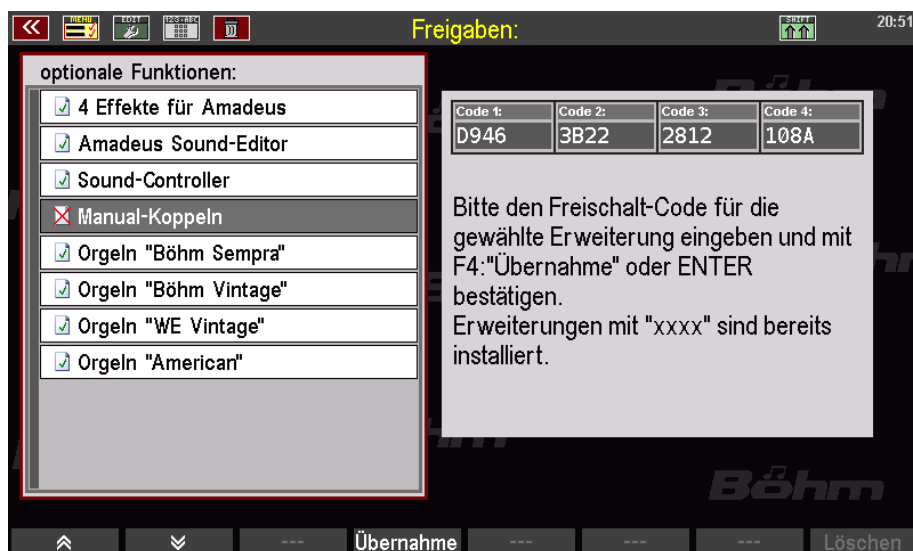 MENU EDIT 123=ABC Freigaben: SHIFT 20:51
optionale Funktionen:
4 Effekte für Amadeus
Amadeus Sound-Editor
Sound-Controller
Manual-Koppeln
Orgeln "Böhm Sempra"
Orgeln "Böhm Vintage"
Orgeln "WE Vintage"
Orgeln "American"
Code 1: Code 2: Code 3: Code 4:
D946 3B22 2812 108A
Bitte den Freischalt-Code für die
gewählte Erweiterung eingeben und mit
F4:"Übernahme" oder ENTER
bestätigen.
Erweiterungen mit "xxxx" sind bereits
installiert.
Böhm
--- Übernahme --- --- --- Löschen